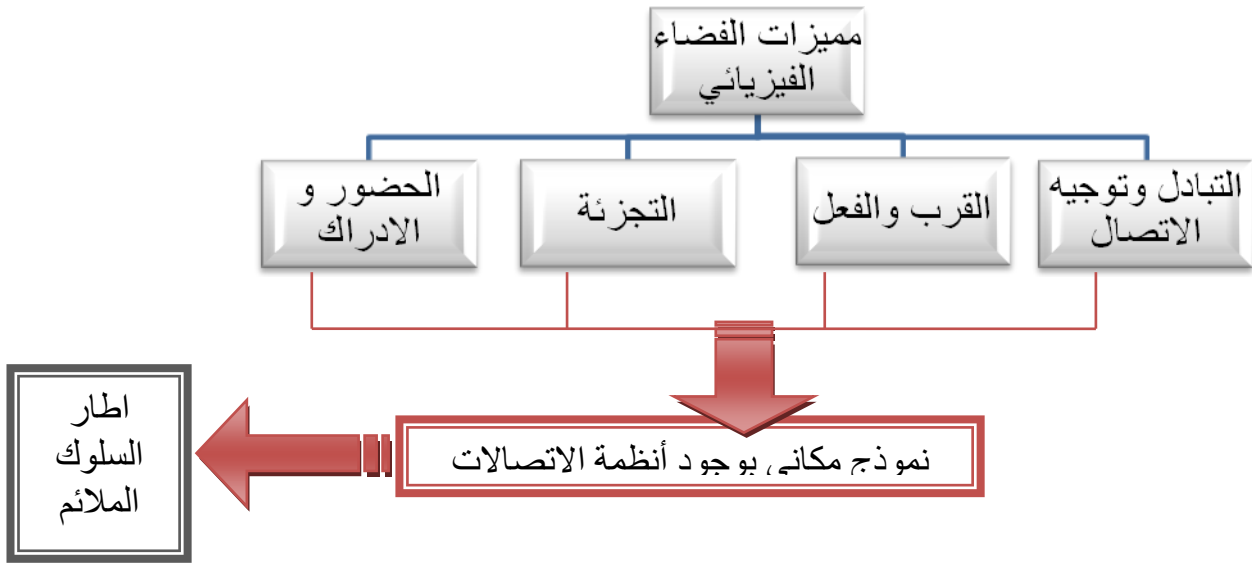 مميزات الفضاء
الفيزيائي
التبادل وتوجيه
الاتصال
القرب والفعل
التجزئة
الحضور و
الادراك
نموذج مكاني بوجود أنظمة الاتصالات
اطار
السلوك
الملائم